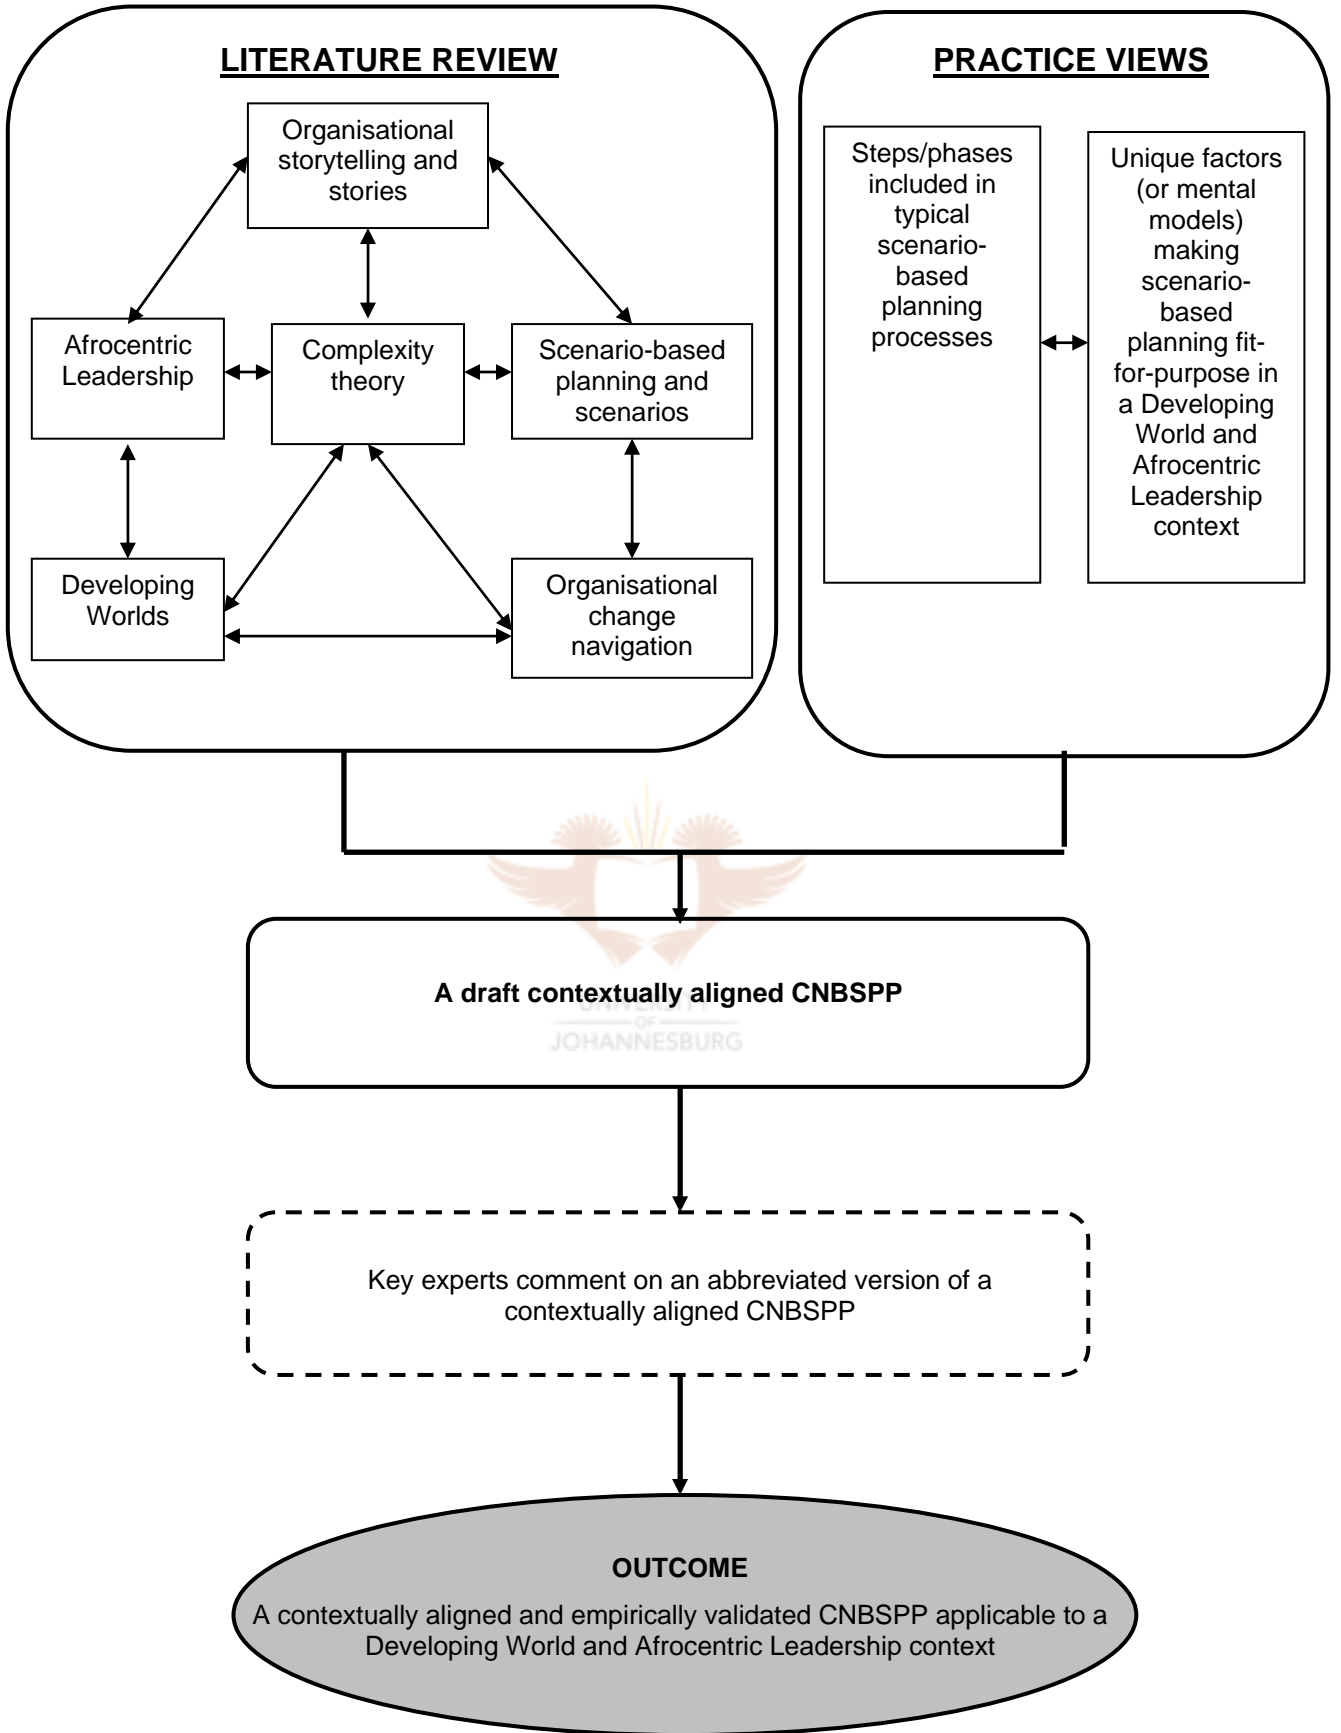 LITERATURE REVIEW
Organisational
storytelling and
stories
Afrocentric
Leadership
Complexity
theory
Scenario-based
planning and
scenarios
Developing
Worlds
Organisational
change
navigation
PRACTICE VIEWS
Steps/phases
included in
typical
scenario-
based
planning
processes
Unique factors
(or mental
models)
making
scenario-
based
planning fit-
for-purpose in
a Developing
World and
Afrocentric
Leadership
context
A draft contextually aligned CNBSPP
UNIVERSITY
OF
JOHANNESBURG
Key experts comment on an abbreviated version of a
contextually aligned CNBSPP
OUTCOME
A contextually aligned and empirically validated CNBSPP applicable to a
Developing World and Afrocentric Leadership context